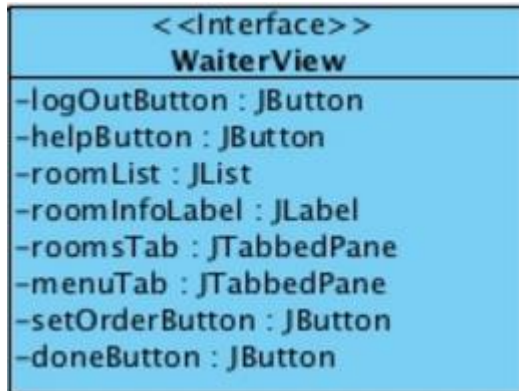 <<Interface>>
WaiterView
-logOutButton : JButton
-helpButton : JButton
-roomList : JList
-roomInfoLabel : JLabel
-roomsTab : JTabbedPane
-menuTab : JTabbedPane
-setOrderButton : JButton
-doneButton : JButton